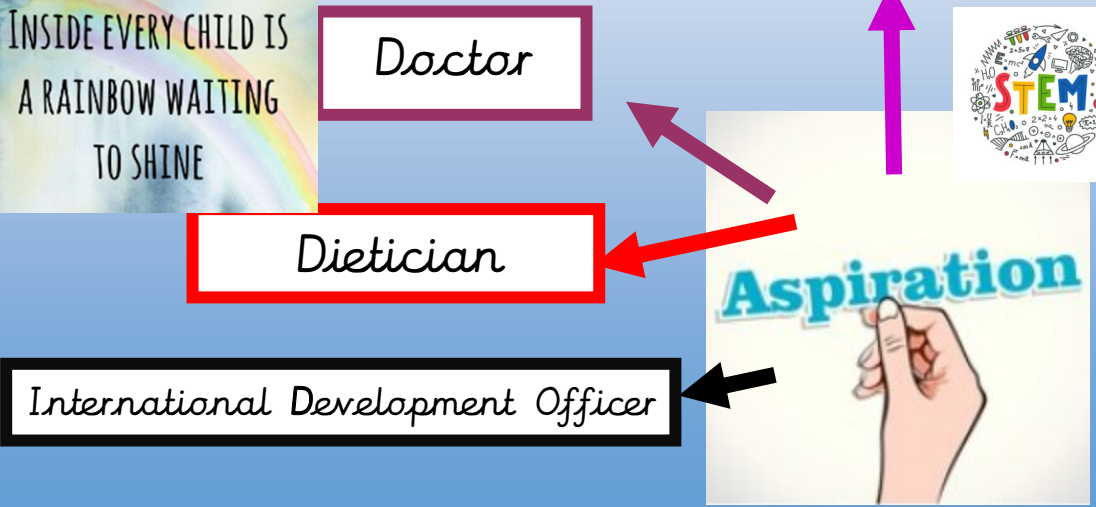 INSIDE EVERY CHILD IS
A RAINBOW WAITING
TO SHINE
Doctor
STEM
Dietician
Aspiration
International Development Officer